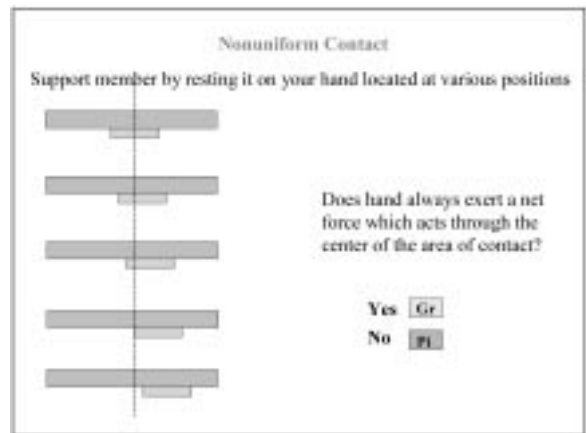 Nonuniform Contact
Support member by resting it on your hand located at various positions
Does hand always exert a net
force which acts through the
center of the area of contact?
Yes Gr
No Pi